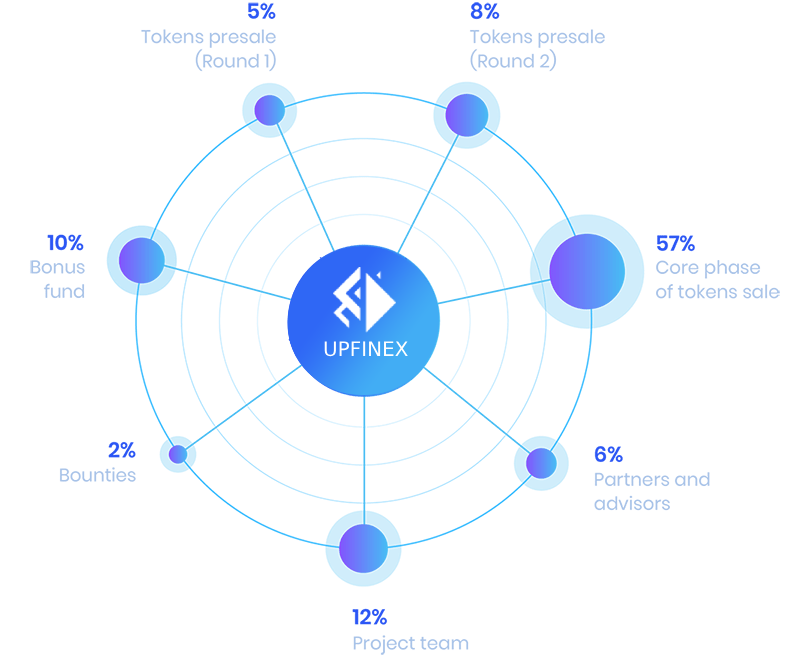 5%
Tokens presale
(Round 1)
8%
Tokens presale
(Round 2)
10%
Bonus
fund
57%
Core phase
of tokens sale
UPFINEX
2%
Bounties
6%
Partners and
advisors
12%
Project team